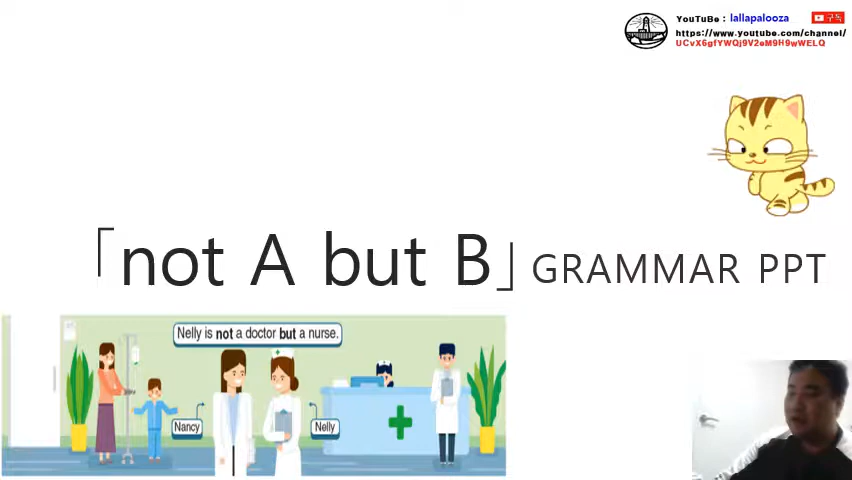 YouTuBe : lallapalooza
구독
https://www.youtube.com/channel/
UCvX6gfYWQj9V2eM9H9wWELQ
「not A but B」 GRAMMAR PPT
Nelly is not a doctor but a nurse.
Nancy
Nelly